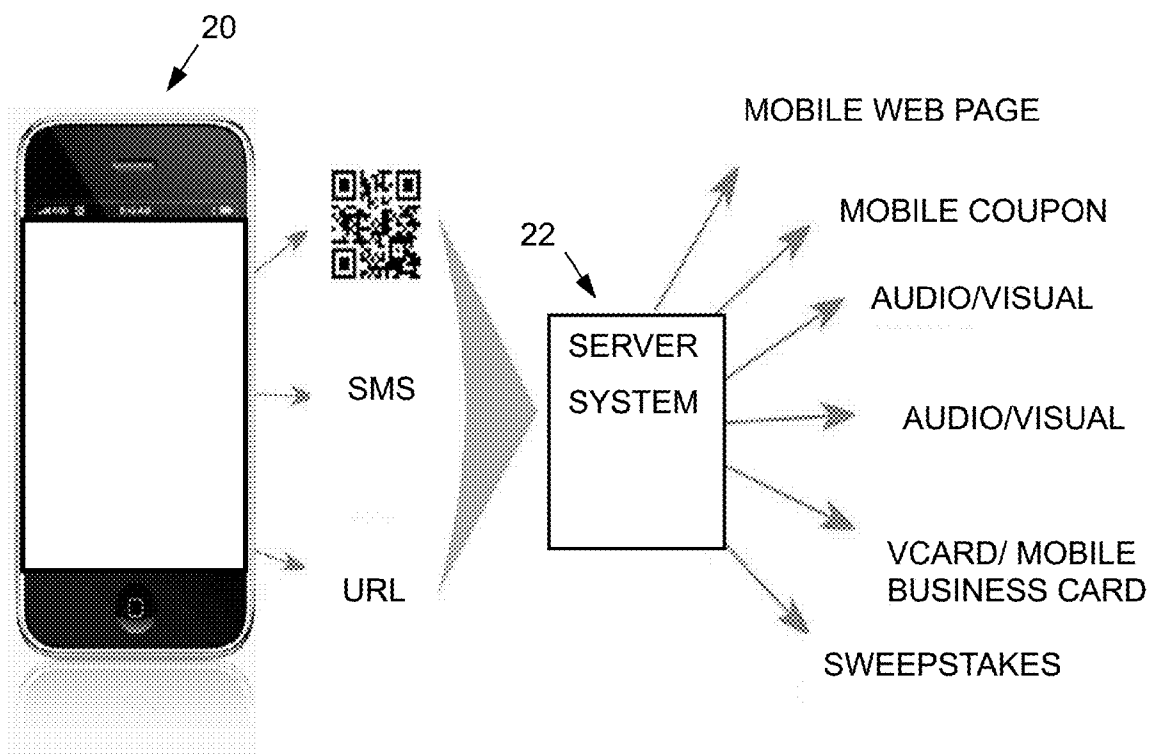 20
MOBILE WEB PAGE
MOBILE COUPON
22
AUDIO/VISUAL
SERVER
SYSTEM
SMS
AUDIO/VISUAL
URL
VCARD/ MOBILE
BUSINESS CARD
SWEEPSTAKES